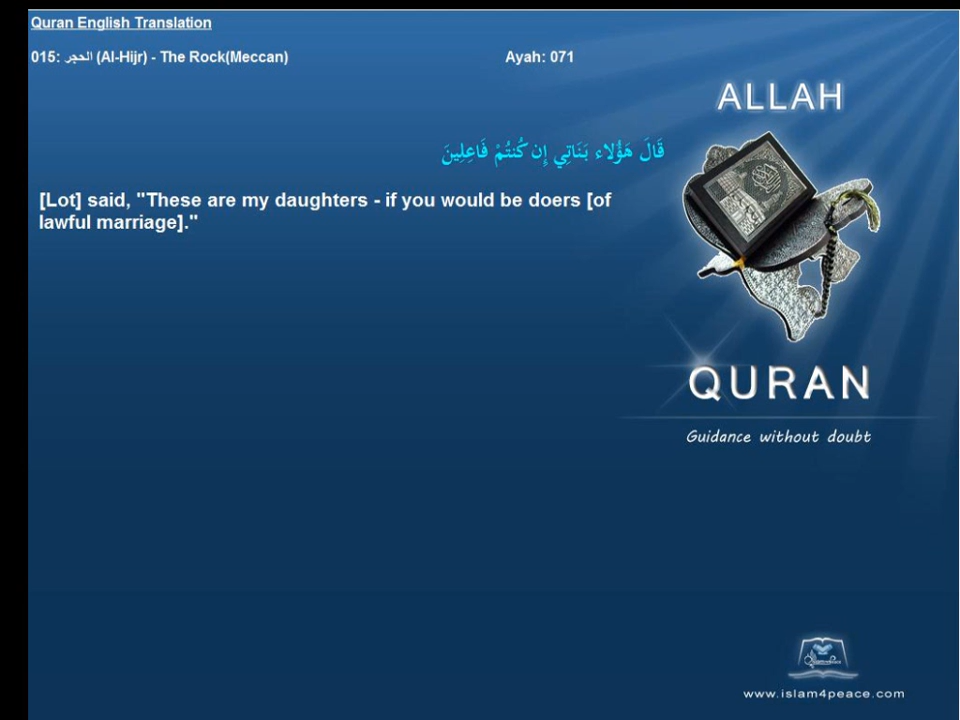 Quran English Translation
015: الحجر (Al-Hijr) - The Rock(Meccan) Ayah: 071
ALLAH
قَالَ هَؤُلاء بَنَاتِي إِن كُنتُمْ فَاعِلِينَ
[Lot] said, "These are my daughters - if you would be doers [of
lawful marriage]."
QURAN
Guidance without doubt
www.islam4peace.com